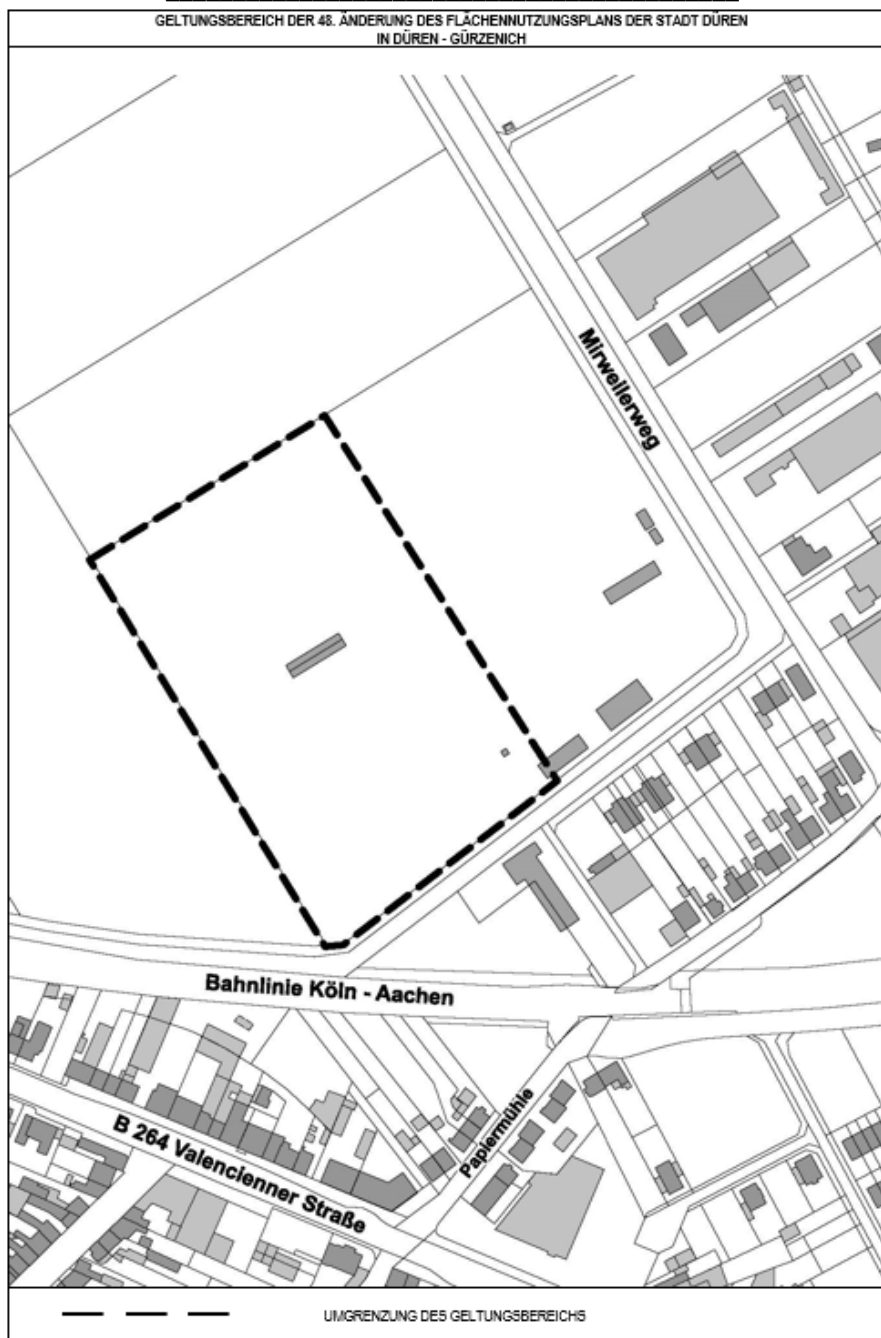 GELTUNGSBEREICH DER 48. ÄNDERUNG DES FLÄCHENNUTZUNGSPLANS DER STADT DÜREN
IN DÜREN - GÜRZENICH
Mirweilerweg
Bahnlinie Köln - Aachen
Papiermühle
B 264 Valencienner Straße
UMGRENZUNG DES GELTUNGSBEREICHS